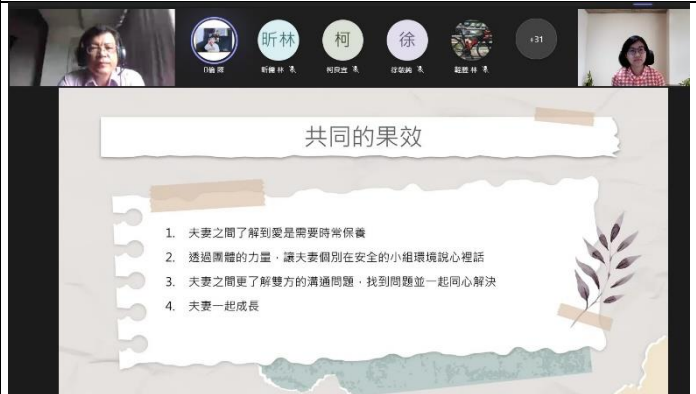 昕林
柯
徐
+31
柯良宜
共同的果效
1. 夫妻之間了解到愛是需要時常保養
2. 透過團體的力量，讓夫妻個別在安全的小組環境說心裡話
3. 夫妻之間更了解雙方的溝通問題，找到問題並一起同心解決
4. 夫妻一起成長